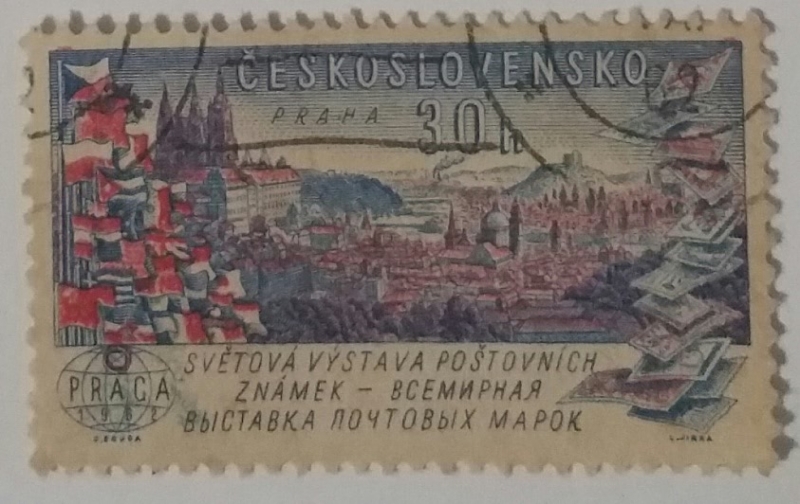 ČESKOSLOVENSKO
PRAHA
30 h
SVĚTOVÁ VÝSTAVA POŠTOVNÍCH
ZNÁMEK – ВСЕМИРНАЯ
ВЫСТАВКА ПОЧТОВЫХ МАРОК
PRAGA
1962